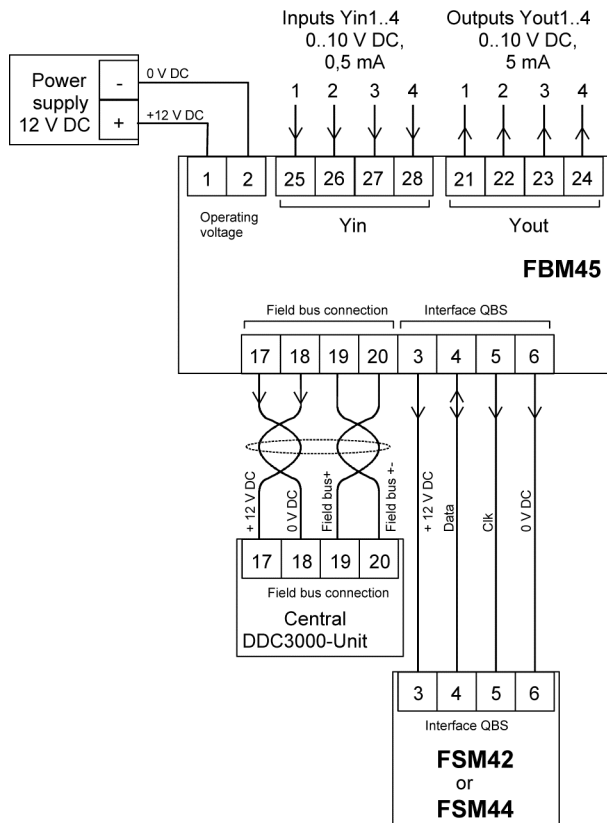 Inputs Yin1..4
0..10 V DC,
0,5 mA
Outputs Yout1..4
0..10 V DC,
5 mA
Power
supply
12 V DC
-
+
0 V DC
+12 V DC
1 2 3 4
1 2 3 4
1 2
25 26 27 28
21 22 23 24
Operating
voltage
Yin
Yout
FBM45
Field bus connection
Interface QBS
17 18 19 20 3 4 5 6
+ 12 V DC
0 V DC
Field bus+
Field bus +-
+ 12 V DC
Data
Clk
0 V DC
17 18 19 20
Field bus connection
Central
DDC3000-Unit
3 4 5 6
Interface QBS
FSM42
or
FSM44